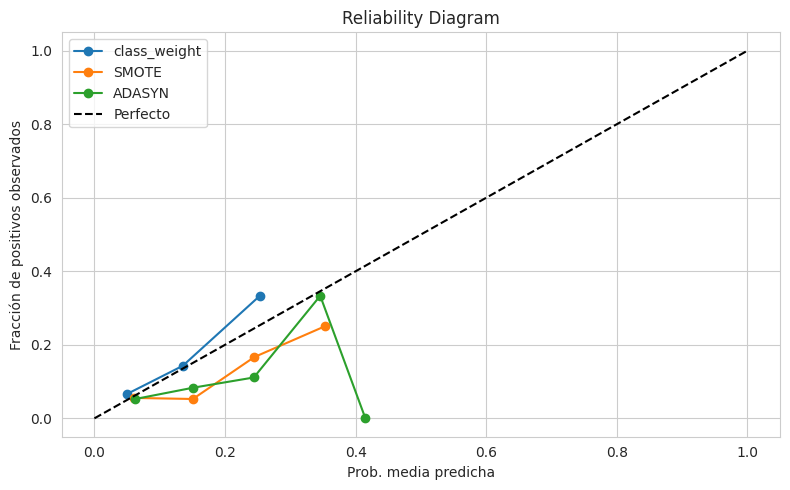 Reliability Diagram
class_weight
SMOTE
ADASYN
Perfecto
1.0
0.8
0.6
0.4
0.2
0.0
Fracción de positivos observados
0.0 0.2 0.4 0.6 0.8 1.0
Prob. media predicha